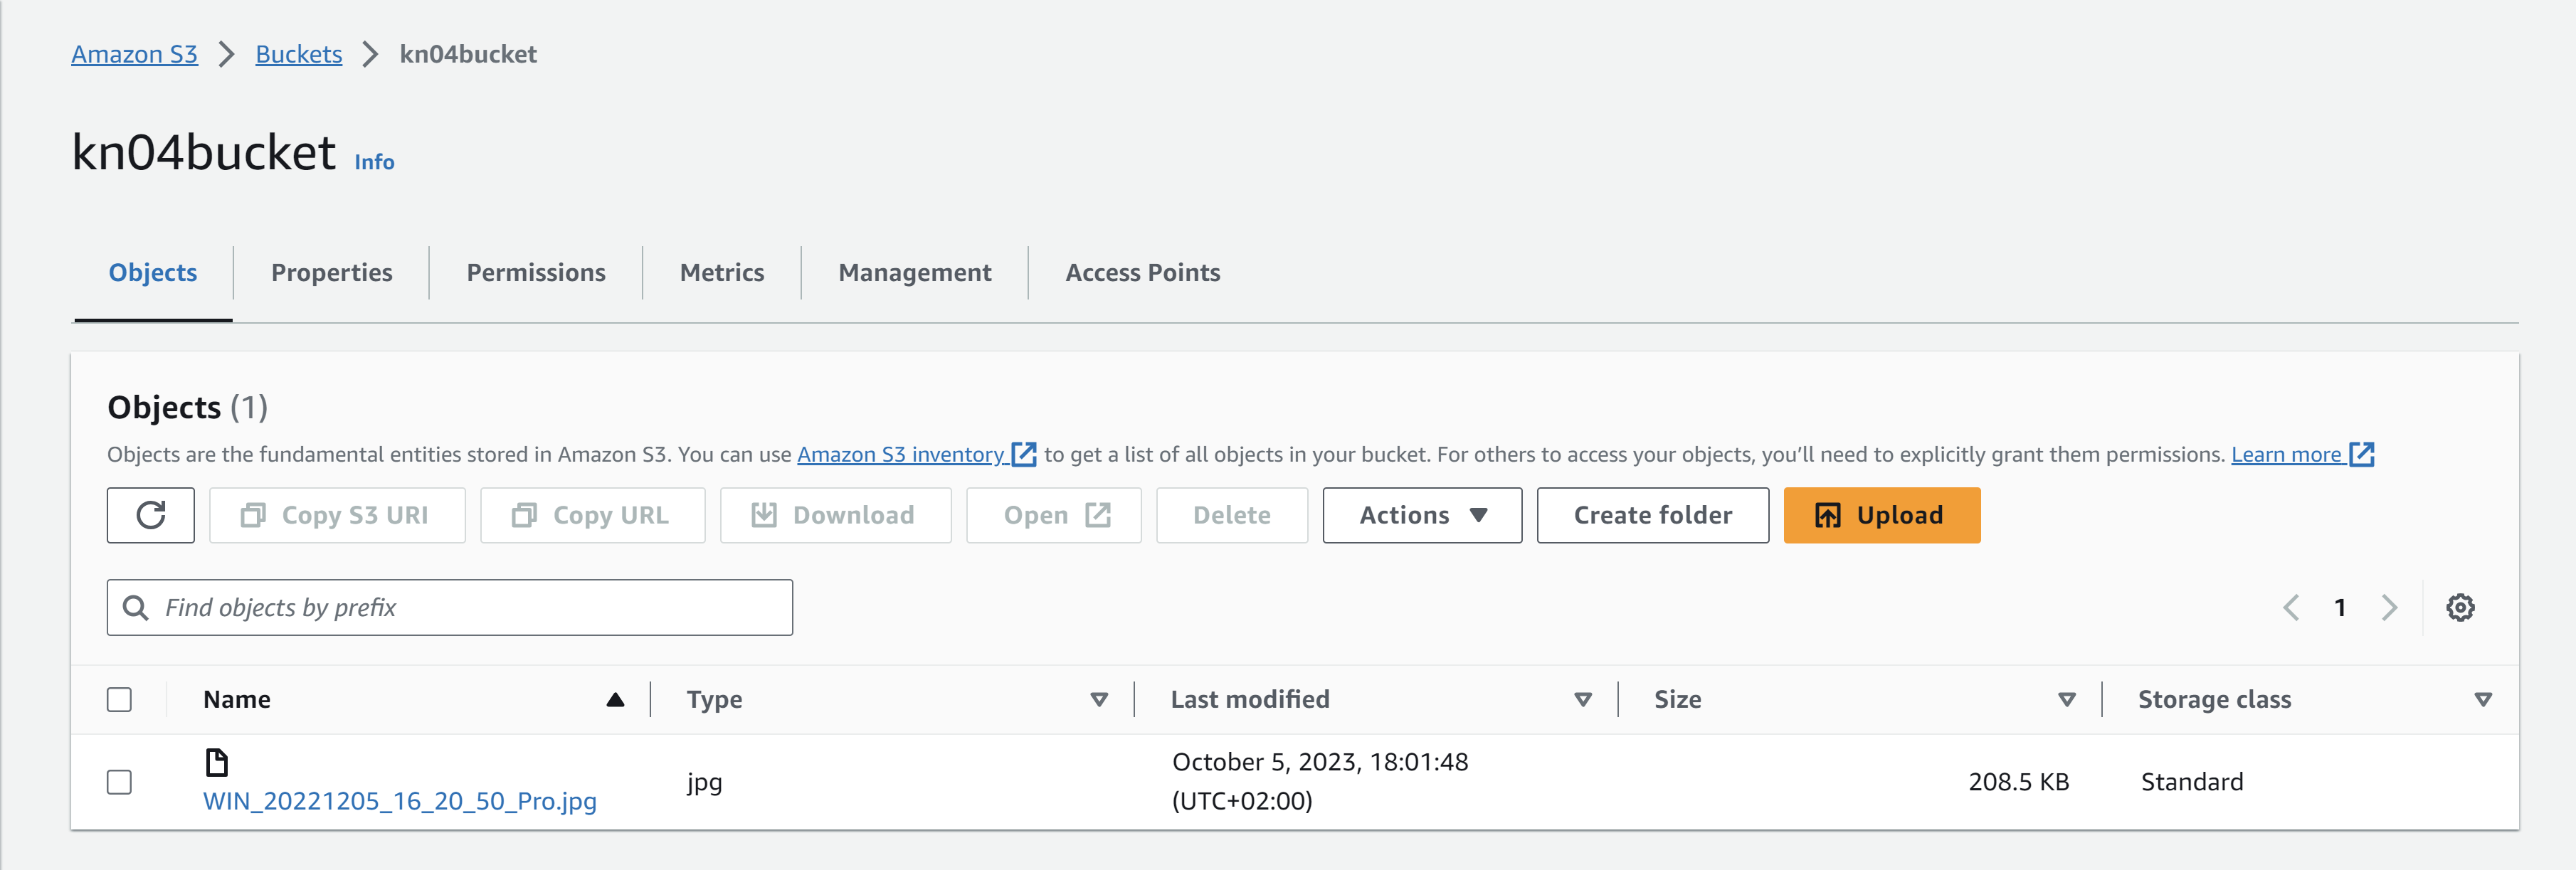 Amazon S3 Buckets kn04bucket
kn04bucket Info
Objects Properties Permissions Metrics Management Access Points
Objects (1)
Objects are the fundamental entities stored in Amazon S3. You can use Amazon S3 inventory to get a list of all objects in your bucket. For others to access your objects, you’ll need to explicitly grant them permissions. Learn more
Copy S3 URI Copy URL Download Open Delete Actions Create folder Upload
Find objects by prefix 1
Name Type Last modified Size Storage class
WIN_20221205_16_20_50_Pro.jpg jpg October 5, 2023, 18:01:48 (UTC+02:00) 208.5 KB Standard